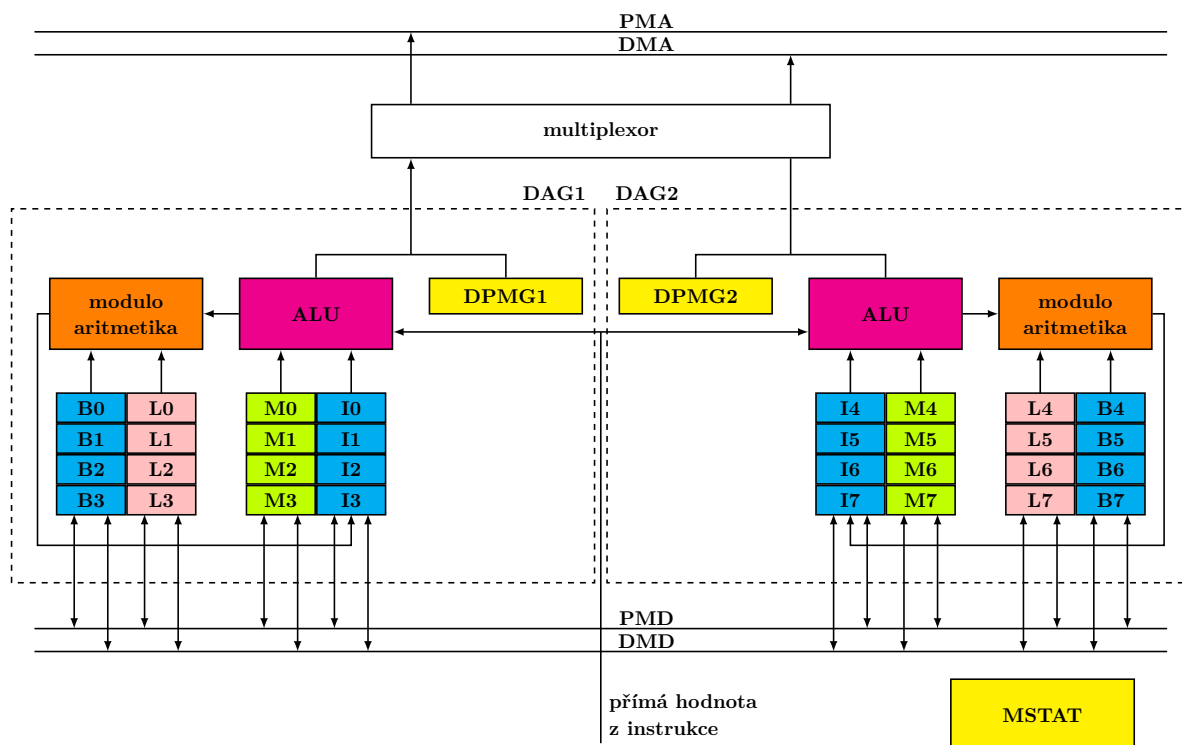 PMA
DMA
multiplexor
DAG1 DAG2
modulo
aritmetika
ALU
DPMG1
DPMG2
ALU
modulo
aritmetika
B0 L0 M0 I0 I4 M4 L4 B4
B1 L1 M1 I1 I5 M5 L5 B5
B2 L2 M2 I2 I6 M6 L6 B6
B3 L3 M3 I3 I7 M7 L7 B7
PMD
DMD
přímá hodnota
z instrukce
MSTAT